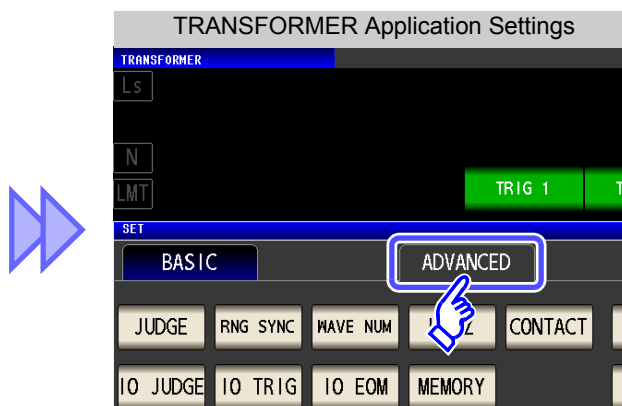 TRANSFORMER Application Settings
TRANSFORMER
Ls
N
LMT
TRIG 1
SET
BASIC ADVANCED
JUDGE RNG SYNC WAVE NUM CONTACT
IO JUDGE IO TRIG IO EOM MEMORY